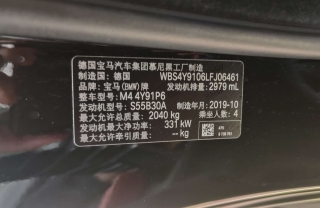 德国宝马汽车集团慕尼黑工厂制造
制造国：德国 WBS4Y9106LFJ06461
品牌：宝马(BMW)牌 发动机排量：2979 mL
整车型号：M4 4Y91P6
发动机型号：S55B30A 制造年月：2019-10
最大允许总质量：2040 kg 乘坐人数：4
发动机最大净功率：331 kW
最大允许牵引质量：-- kg